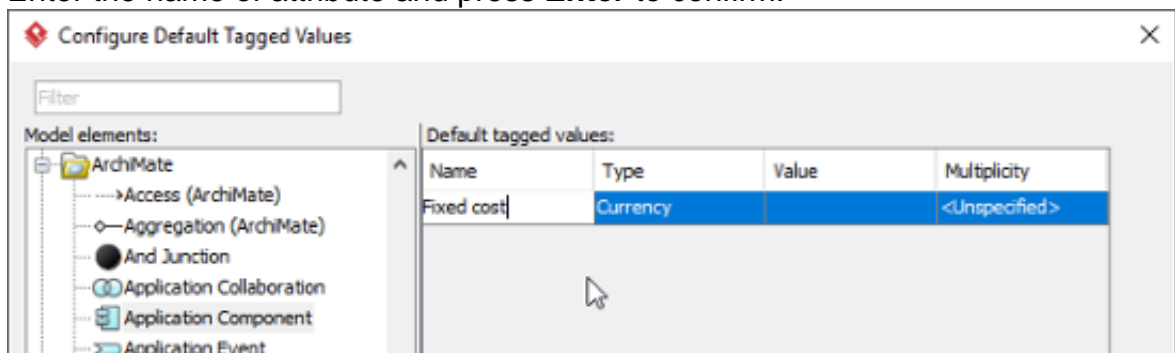 Enter the name of attribute and press Enter to confirm.
Configure Default Tagged Values
Filter
Model elements:
ArchiMate
Access (ArchiMate)
Aggregation (ArchiMate)
And Junction
Application Collaboration
Application Component
Application Event
Default tagged values:
Name Type Value Multiplicity
Fixed cost Currency <Unspecified>